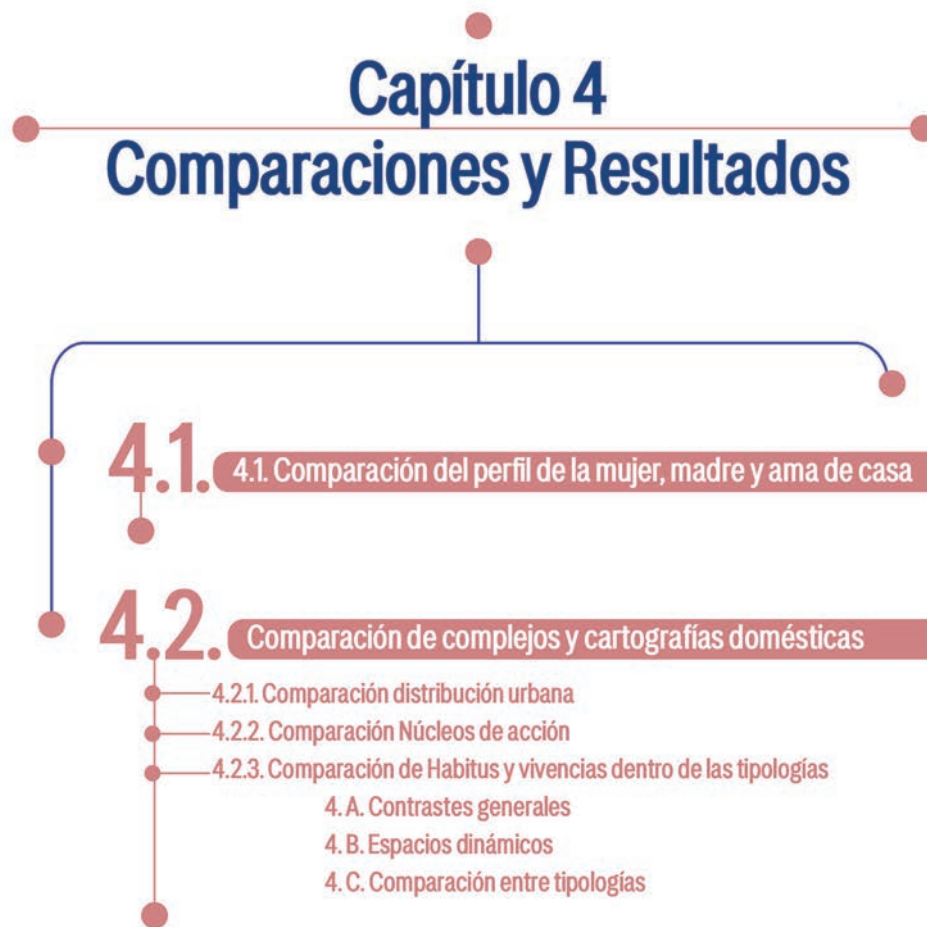 Capítulo 4
Comparaciones y Resultados
4.1.
4.1. Comparación del perfil de la mujer, madre y ama de casa
4.2.
Comparación de complejos y cartografías domésticas
4.2.1. Comparación distribución urbana
4.2.2. Comparación Núcleos de acción
4.2.3. Comparación de Habitus y vivencias dentro de las tipologías
4. A. Contrastes generales
4. B. Espacios dinámicos
4. C. Comparación entre tipologías